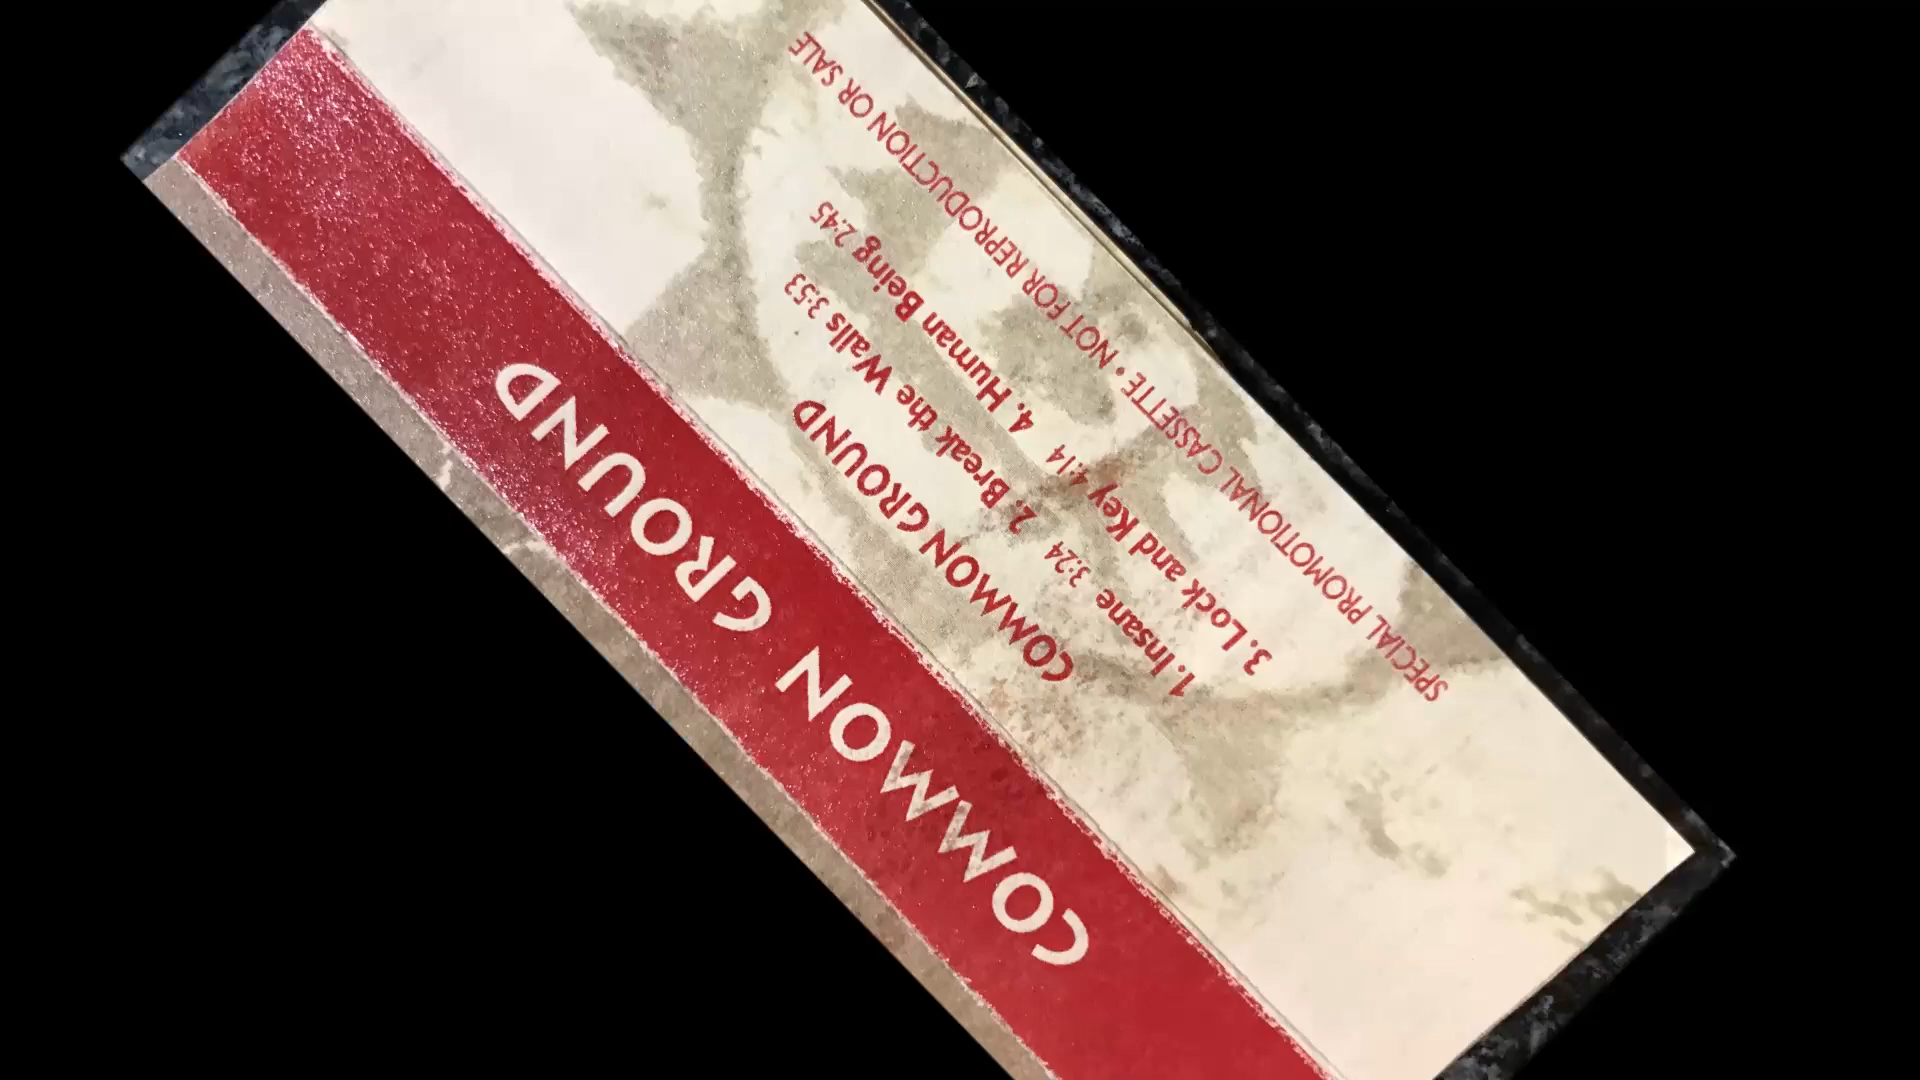 COMMON GROUND
COMMON GROUND
1. Insane 3:24 2. Break the Walls 3:53
3. Lock and Key 4:14 4. Human Being 2:45
SPECIAL PROMOTIONAL CASSETTE • NOT FOR REPRODUCTION OR SALE